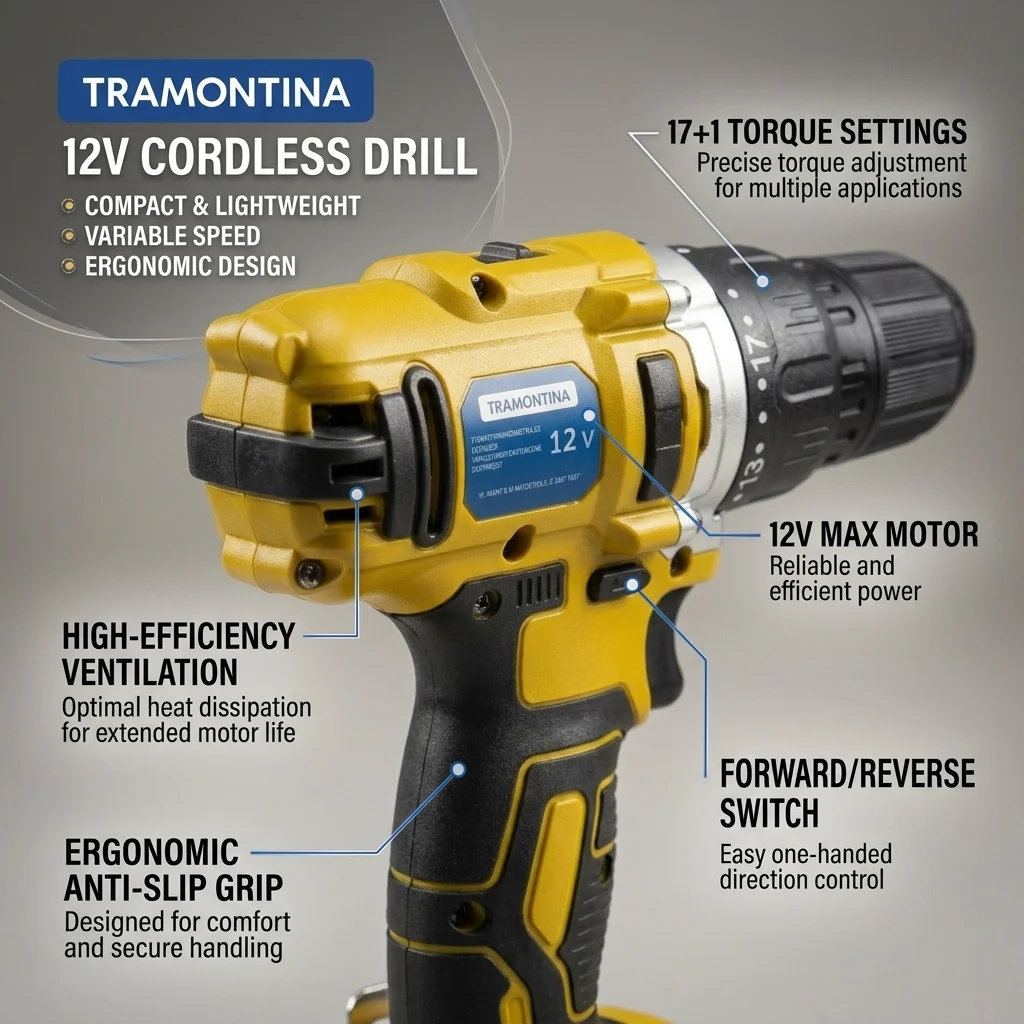 TRAMONTINA
12V CORDLESS DRILL
COMPACT & LIGHTWEIGHT
VARIABLE SPEED
ERGONOMIC DESIGN
17+1 TORQUE SETTINGS
Precise torque adjustment
for multiple applications
17
13
TRAMONTINA
12 V
12V MAX MOTOR
Reliable and
efficient power
HIGH-EFFICIENCY
VENTILATION
Optimal heat dissipation
for extended motor life
FORWARD/REVERSE
SWITCH
Easy one-handed
direction control
ERGONOMIC
ANTI-SLIP GRIP
Designed for comfort
and secure handling